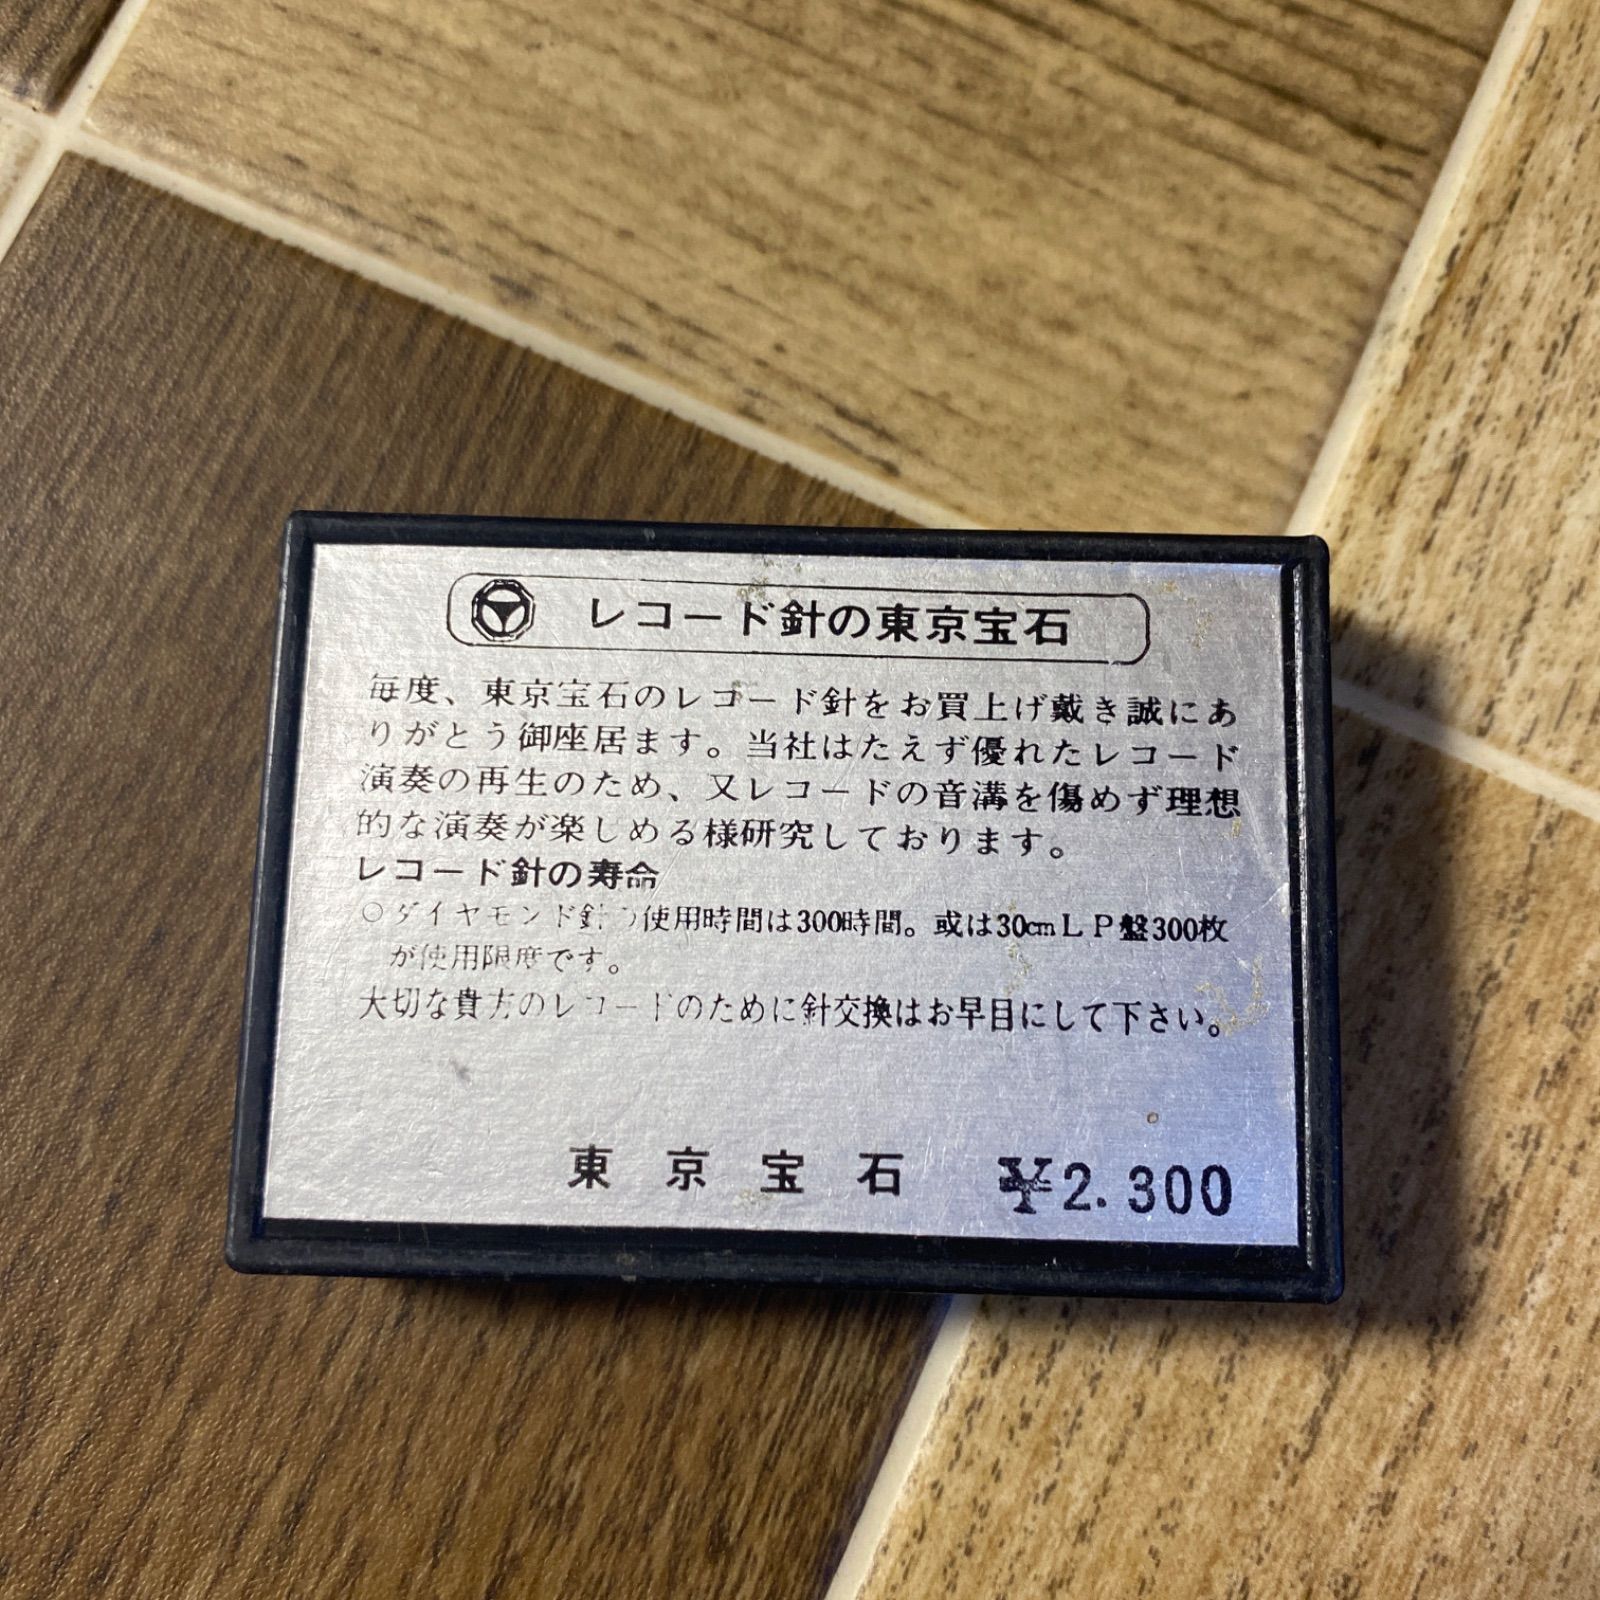 レコード針の東京宝石
毎度、東京宝石のレコード針をお買上げ戴き誠にあ
りがとう御座居ます。当社はたえず優れたレコード
演奏の再生のため、又レコードの音溝を傷めず理想
的な演奏が楽しめる様研究しております。
レコード針の寿命
○ダイヤモンド針の使用時間は300時間。或は30cmLP盤300枚
が使用限度です。
大切な貴方のレコードのために針交換はお早目にして下さい。
東京宝石 ¥2.300